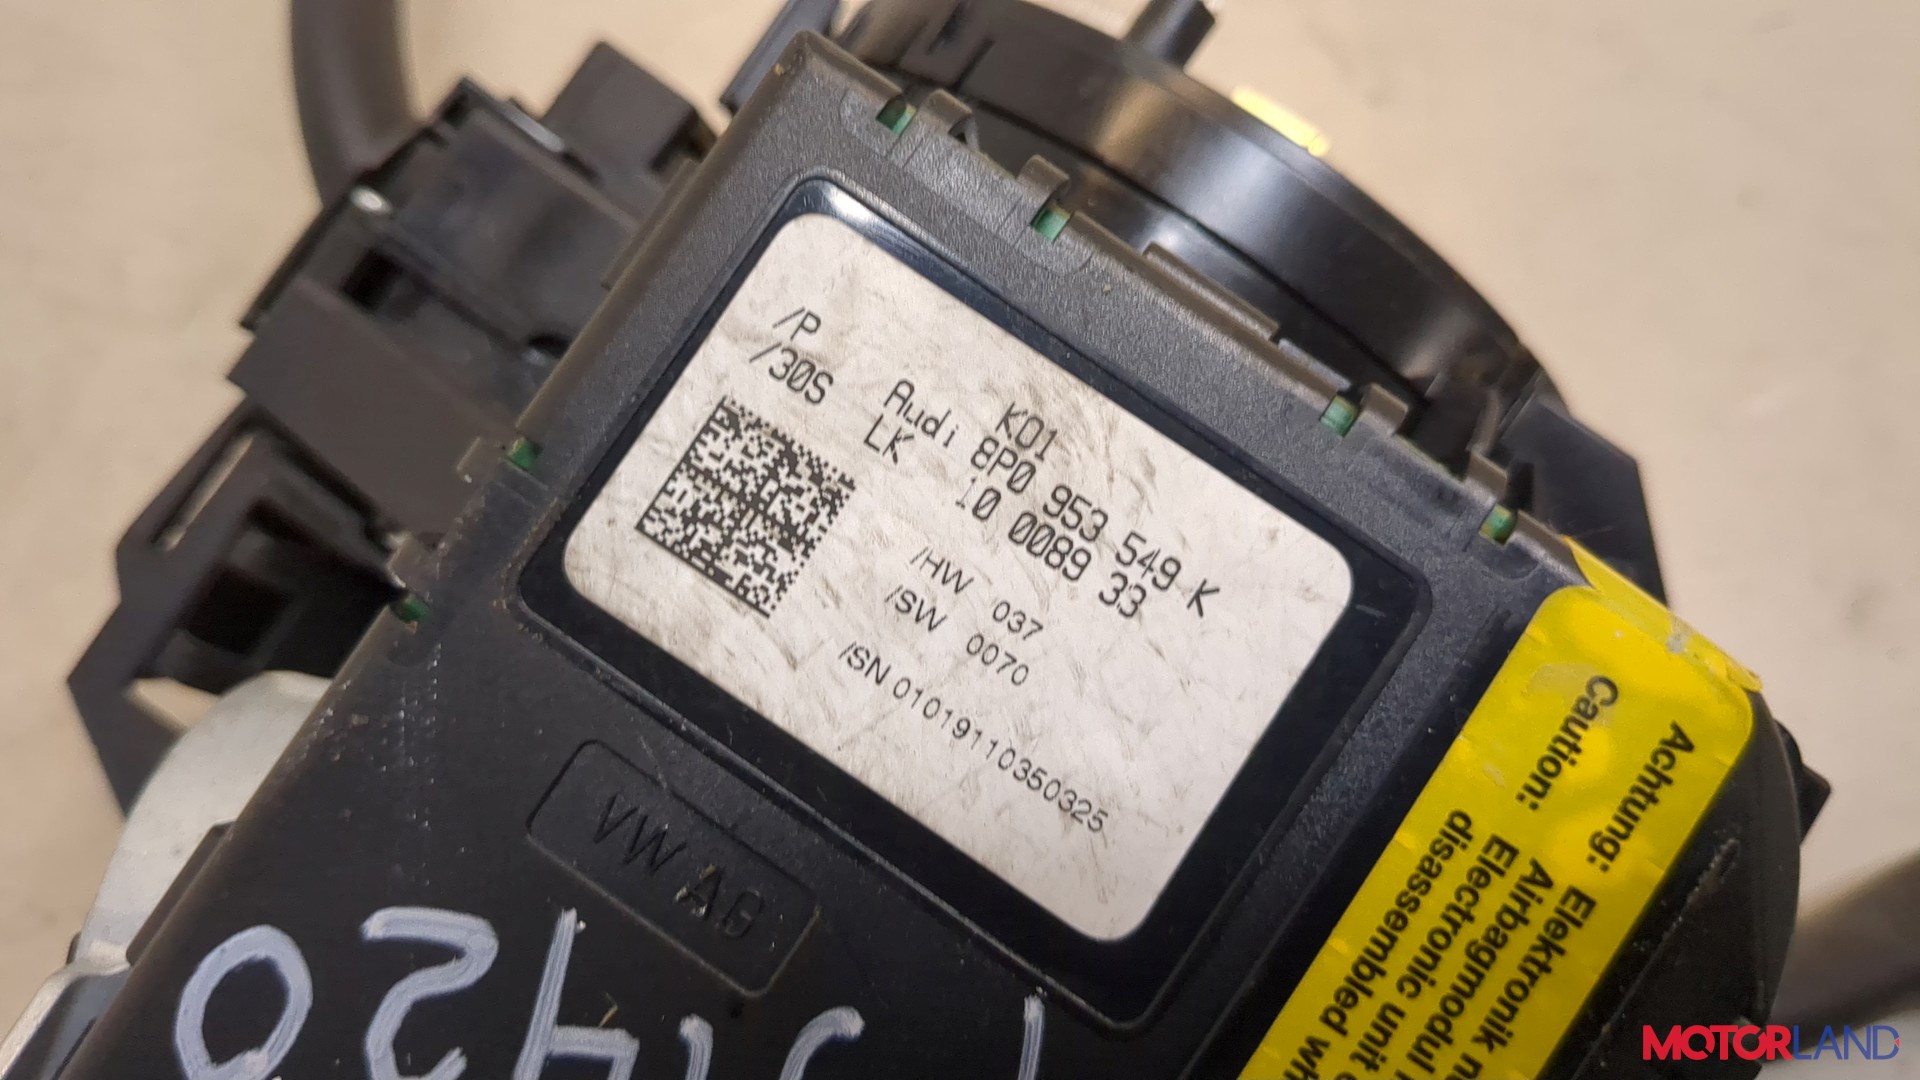 /P
/30S
K01
Audi 8P0 953 549 K
LK 10 0089 33
/HW 037
/SW 0070
/SN 01019110350325
VW AG
Achtung: Elektronik
Airbagmodul
Caution: Electronic unit
disassembled
MOTORLAND